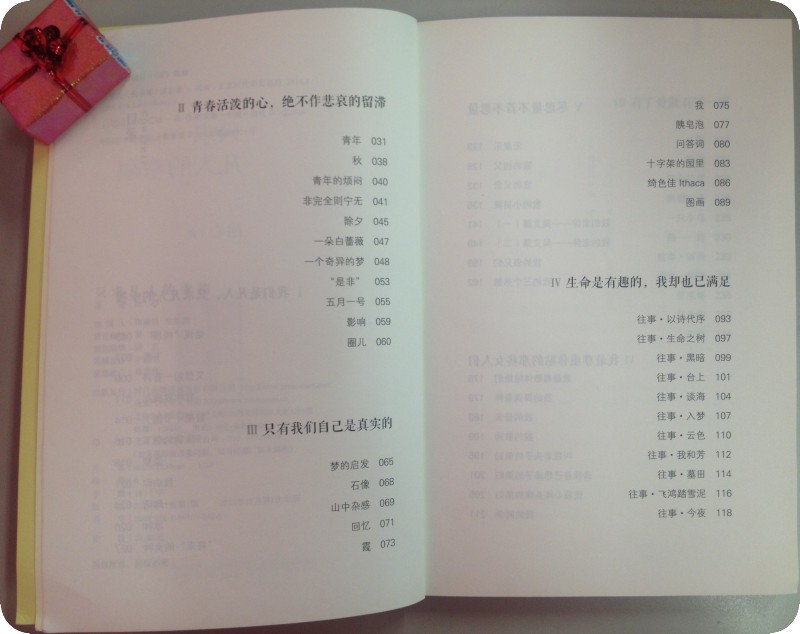 Ⅱ 青春活泼的心，绝不作悲哀的留滞
青年 031
秋 038
青年的烦闷 040
非完全则宁无 041
除夕 045
一朵白蔷薇 047
一个奇异的梦 048
“是非” 053
五月一号 055
影响 059
圈儿 060
Ⅲ 只有我们自己是真实的
梦的启发 065
石像 068
山中杂感 069
回忆 071
霞 073
我 075
胰皂泡 077
问答词 080
十字架的园里 083
绮色佳 Ithaca 086
图画 089
Ⅳ 生命是有趣的，我却也已满足
往事·以诗代序 093
往事·生命之树 097
往事·黑暗 099
往事·台上 101
往事·谈海 104
往事·入梦 107
往事·云色 110
往事·我和芳 112
往事·墓田 114
往事·飞鸿踏雪泥 116
往事·今夜 118